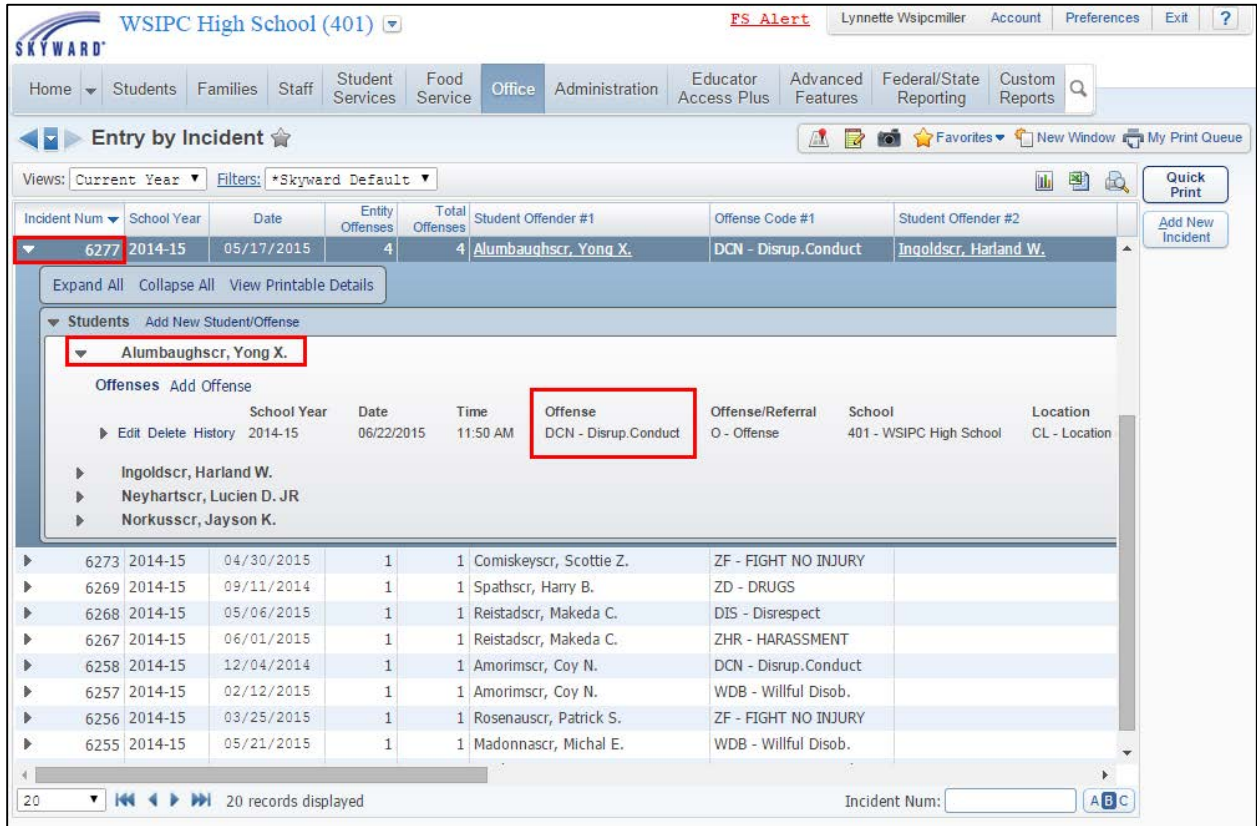 WSIPC High School (401)
FS Alert Lynnette Wsipcmiller Account Preferences Exit ?
SKYWARD®
Home Students Families Staff Student Services Food Service Office Administration Educator Access Plus Advanced Features Federal/State Reporting Custom Reports
Entry by Incident Favorites New Window My Print Queue
Views: Current Year Filters: *Skyward Default Quick Print
Incident Num School Year Date Entity Offenses Total Offenses Student Offender #1 Offense Code #1 Student Offender #2 Add New Incident
6277 2014-15 05/17/2015 4 4 Alumbaughscr, Yong X. DCN - Disrup.Conduct Ingoldscr, Harland W.
Expand All Collapse All View Printable Details
Students Add New Student/Offense
Alumbaughscr, Yong X.
Offenses Add Offense
School Year Date Time Offense Offense/Referral School Location
Edit Delete History 2014-15 06/22/2015 11:50 AM DCN - Disrup.Conduct O - Offense 401 - WSIPC High School CL - Location
Ingoldscr, Harland W.
Neyhartscr, Lucien D. JR
Norkusscr, Jayson K.
6273 2014-15 04/30/2015 1 1 Comiskeyscr, Scottie Z. ZF - FIGHT NO INJURY
6269 2014-15 09/11/2014 1 1 Spathscr, Harry B. ZD - DRUGS
6268 2014-15 05/06/2015 1 1 Reistadscr, Makeda C. DIS - Disrespect
6267 2014-15 06/01/2015 1 1 Reistadscr, Makeda C. ZHR - HARASSMENT
6258 2014-15 12/04/2014 1 1 Amorimscr, Coy N. DCN - Disrup.Conduct
6257 2014-15 02/12/2015 1 1 Amorimscr, Coy N. WDB - Willful Disob.
6256 2014-15 03/25/2015 1 1 Rosenauscr, Patrick S. ZF - FIGHT NO INJURY
6255 2014-15 05/21/2015 1 1 Madonnascr, Michal E. WDB - Willful Disob.
20 20 records displayed Incident Num: A B C